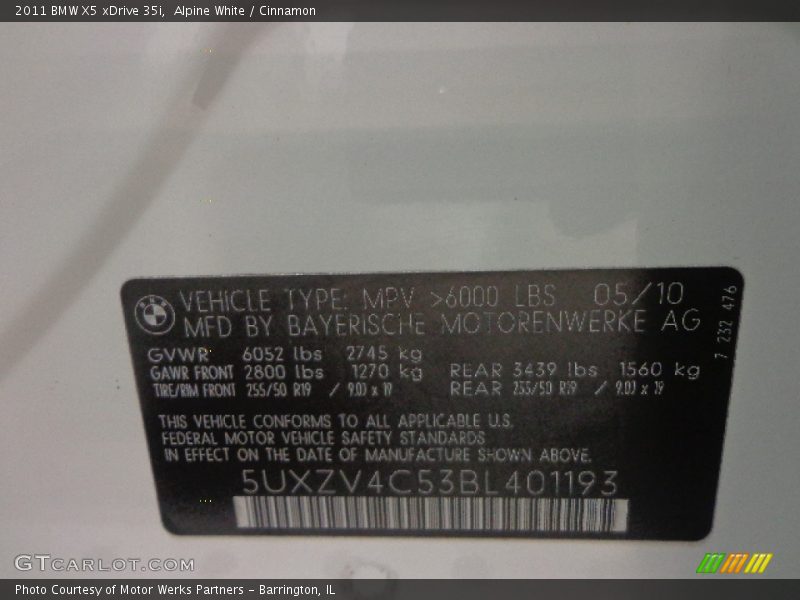 2011 BMW X5 xDrive 35i, Alpine White / Cinnamon
VEHICLE TYPE: MPV >6000 LBS 05/10
MFD BY BAYERISCHE MOTORENWERKE AG
7 232 476
GVWR 6052 lbs 2745 kg
GAWR FRONT 2800 lbs 1270 kg REAR 3439 lbs 1560 kg
TIRE/RIM FRONT 255/50 R19 / 9.0J x 19 REAR 255/50 R19 / 9.0J x 19
THIS VEHICLE CONFORMS TO ALL APPLICABLE U.S.
FEDERAL MOTOR VEHICLE SAFETY STANDARDS
IN EFFECT ON THE DATE OF MANUFACTURE SHOWN ABOVE.
5UXZV4C53BL401193
GTCARLOT.COM
Photo Courtesy of Motor Werks Partners – Barrington, IL